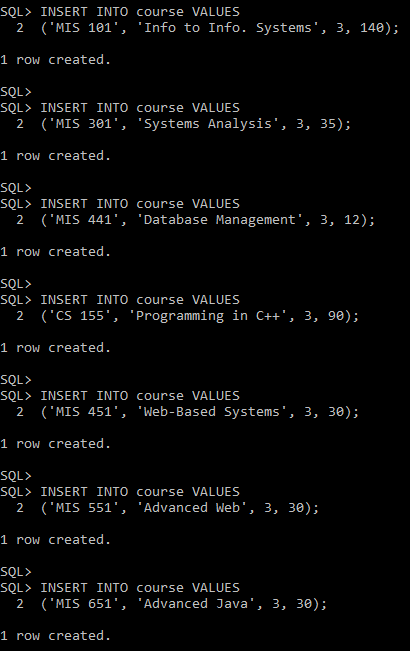 SQL> INSERT INTO course VALUES
  2  ('MIS 101', 'Info to Info. Systems', 3, 140);
1 row created.
SQL>
SQL> INSERT INTO course VALUES
  2  ('MIS 301', 'Systems Analysis', 3, 35);
1 row created.
SQL>
SQL> INSERT INTO course VALUES
  2  ('MIS 441', 'Database Management', 3, 12);
1 row created.
SQL>
SQL> INSERT INTO course VALUES
  2  ('CS 155', 'Programming in C++', 3, 90);
1 row created.
SQL>
SQL> INSERT INTO course VALUES
  2  ('MIS 451', 'Web-Based Systems', 3, 30);
1 row created.
SQL>
SQL> INSERT INTO course VALUES
  2  ('MIS 551', 'Advanced Web', 3, 30);
1 row created.
SQL>
SQL> INSERT INTO course VALUES
  2  ('MIS 651', 'Advanced Java', 3, 30);
1 row created.